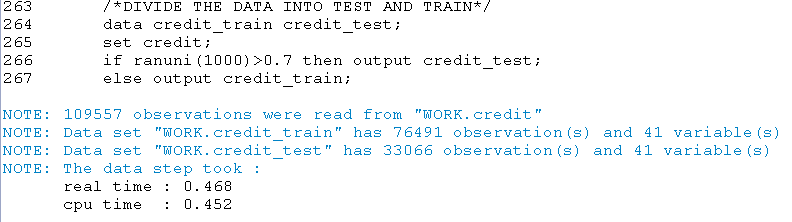 263 /*DIVIDE THE DATA INTO TEST AND TRAIN*/
264 data credit_train credit_test;
265 set credit;
266 if ranuni(1000)>0.7 then output credit_test;
267 else output credit_train;
NOTE: 109557 observations were read from "WORK.credit"
NOTE: Data set "WORK.credit_train" has 76491 observation(s) and 41 variable(s)
NOTE: Data set "WORK.credit_test" has 33066 observation(s) and 41 variable(s)
NOTE: The data step took :
real time : 0.468
cpu time : 0.452